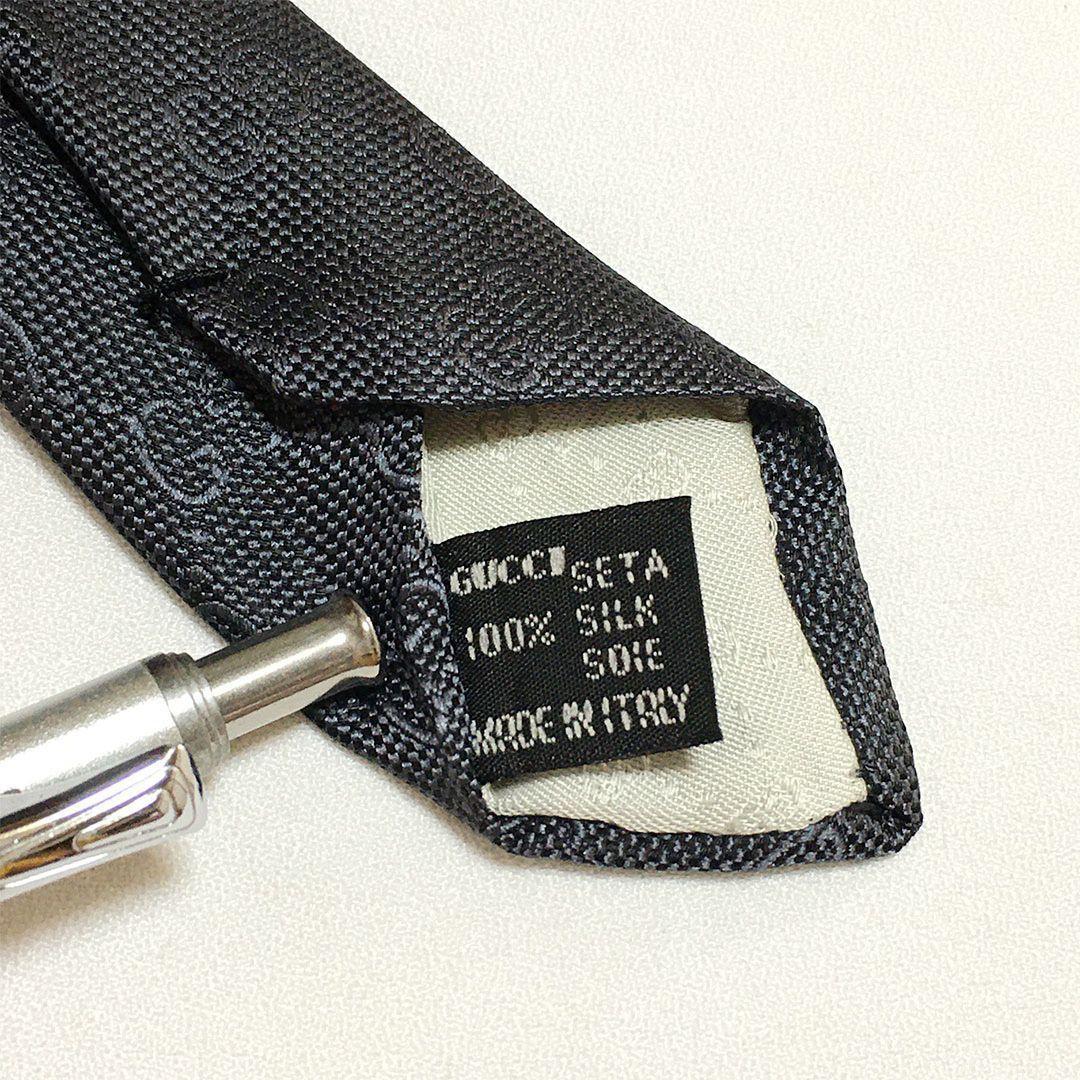 GUCCI SETA
100% SILK
SOIE
MADE IN ITALY